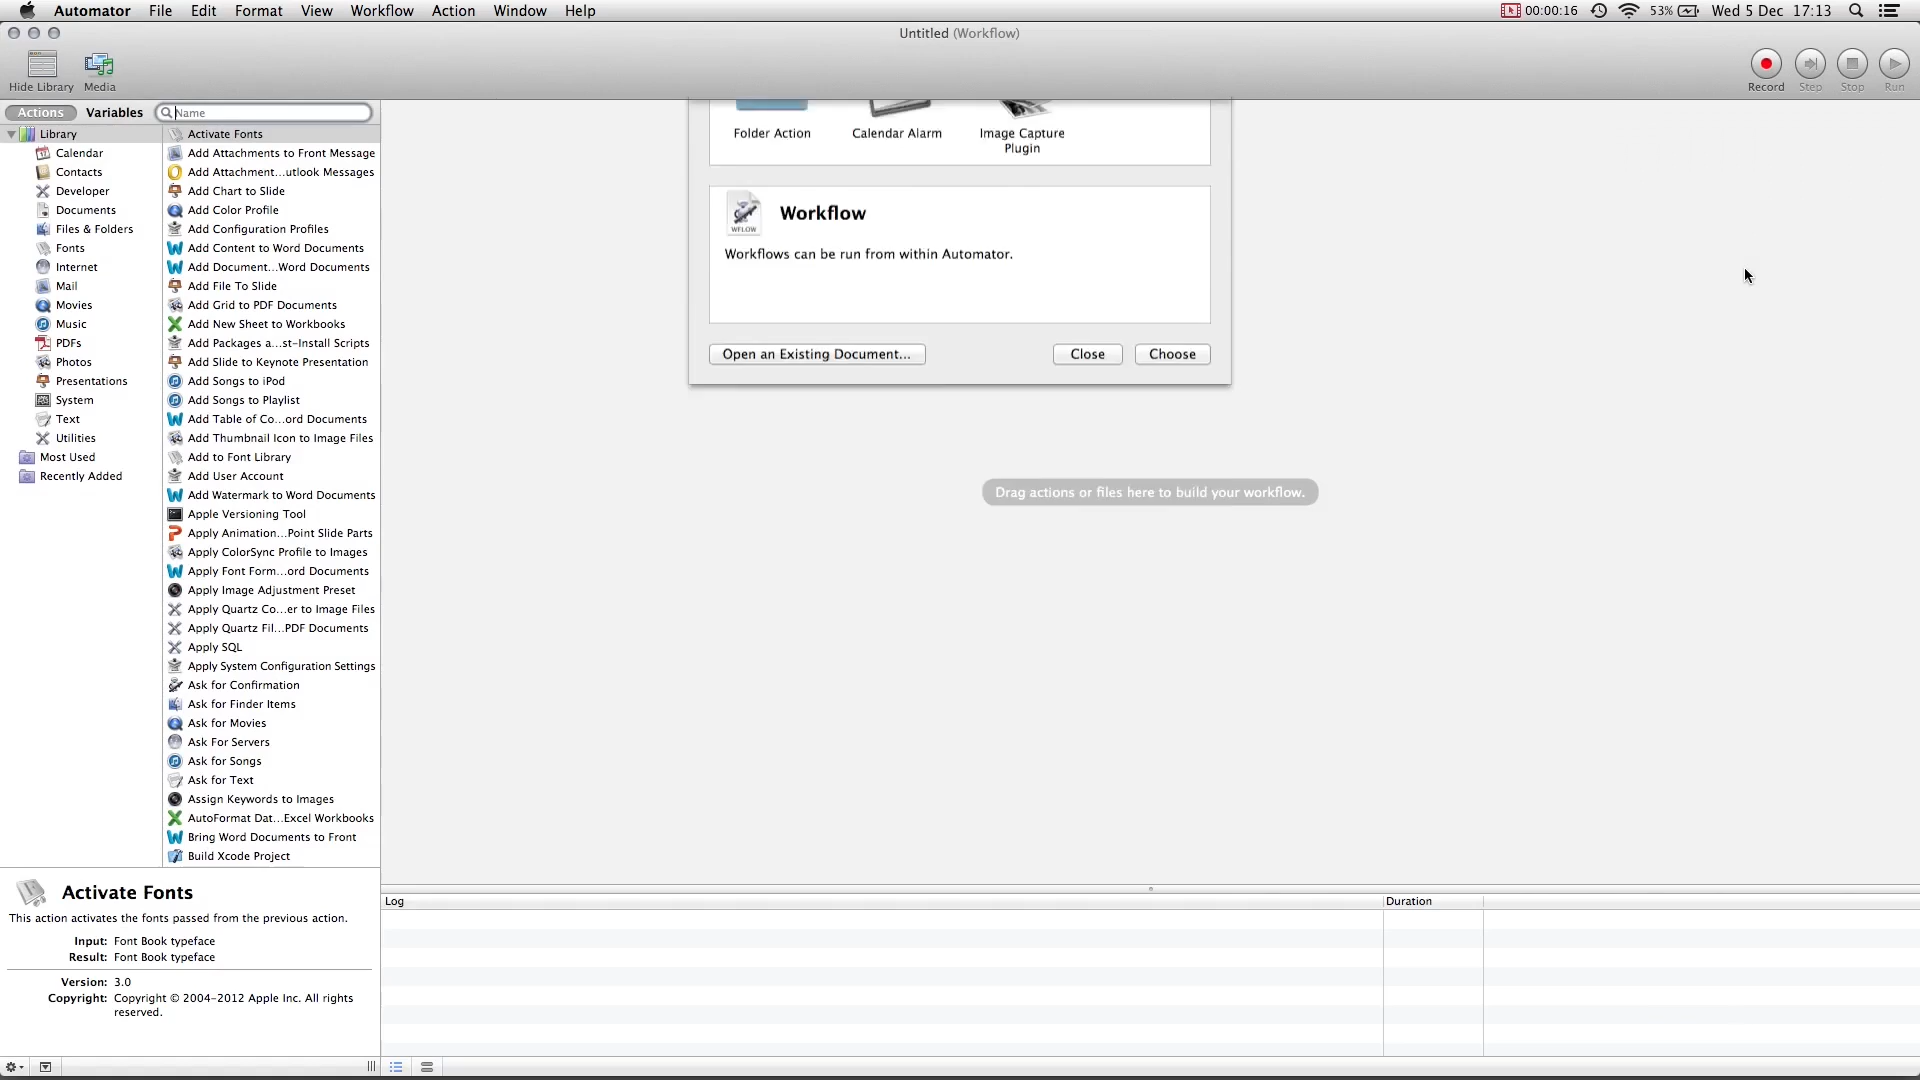 Automator File Edit Format View Workflow Action Window Help
00:00:16 53% Wed 5 Dec 17:13
Untitled (Workflow)
Hide Library Media
Record Step Stop Run
Actions Variables Name
Library
Calendar
Contacts
Developer
Documents
Files & Folders
Fonts
Internet
Mail
Movies
Music
PDFs
Photos
Presentations
System
Text
Utilities
Most Used
Recently Added
Activate Fonts
Add Attachments to Front Message
Add Attachment...utlook Messages
Add Chart to Slide
Add Color Profile
Add Configuration Profiles
Add Content to Word Documents
Add Document...Word Documents
Add File To Slide
Add Grid to PDF Documents
Add New Sheet to Workbooks
Add Packages a...st-Install Scripts
Add Slide to Keynote Presentation
Add Songs to iPod
Add Songs to Playlist
Add Table of Co...ord Documents
Add Thumbnail Icon to Image Files
Add to Font Library
Add User Account
Add Watermark to Word Documents
Apple Versioning Tool
Apply Animation...Point Slide Parts
Apply ColorSync Profile to Images
Apply Font Form...ord Documents
Apply Image Adjustment Preset
Apply Quartz Co...er to Image Files
Apply Quartz Fil...PDF Documents
Apply SQL
Apply System Configuration Settings
Ask for Confirmation
Ask for Finder Items
Ask for Movies
Ask For Servers
Ask for Songs
Ask for Text
Assign Keywords to Images
AutoFormat Dat...Excel Workbooks
Bring Word Documents to Front
Build Xcode Project
Folder Action
Calendar Alarm
Image Capture
Plugin
WFLOW
Workflow
Workflows can be run from within Automator.
Open an Existing Document...
Close
Choose
Drag actions or files here to build your workflow.
Activate Fonts
This action activates the fonts passed from the previous action.
Input: Font Book typeface
Result: Font Book typeface
Version: 3.0
Copyright: Copyright © 2004-2012 Apple Inc. All rights
reserved.
Log Duration